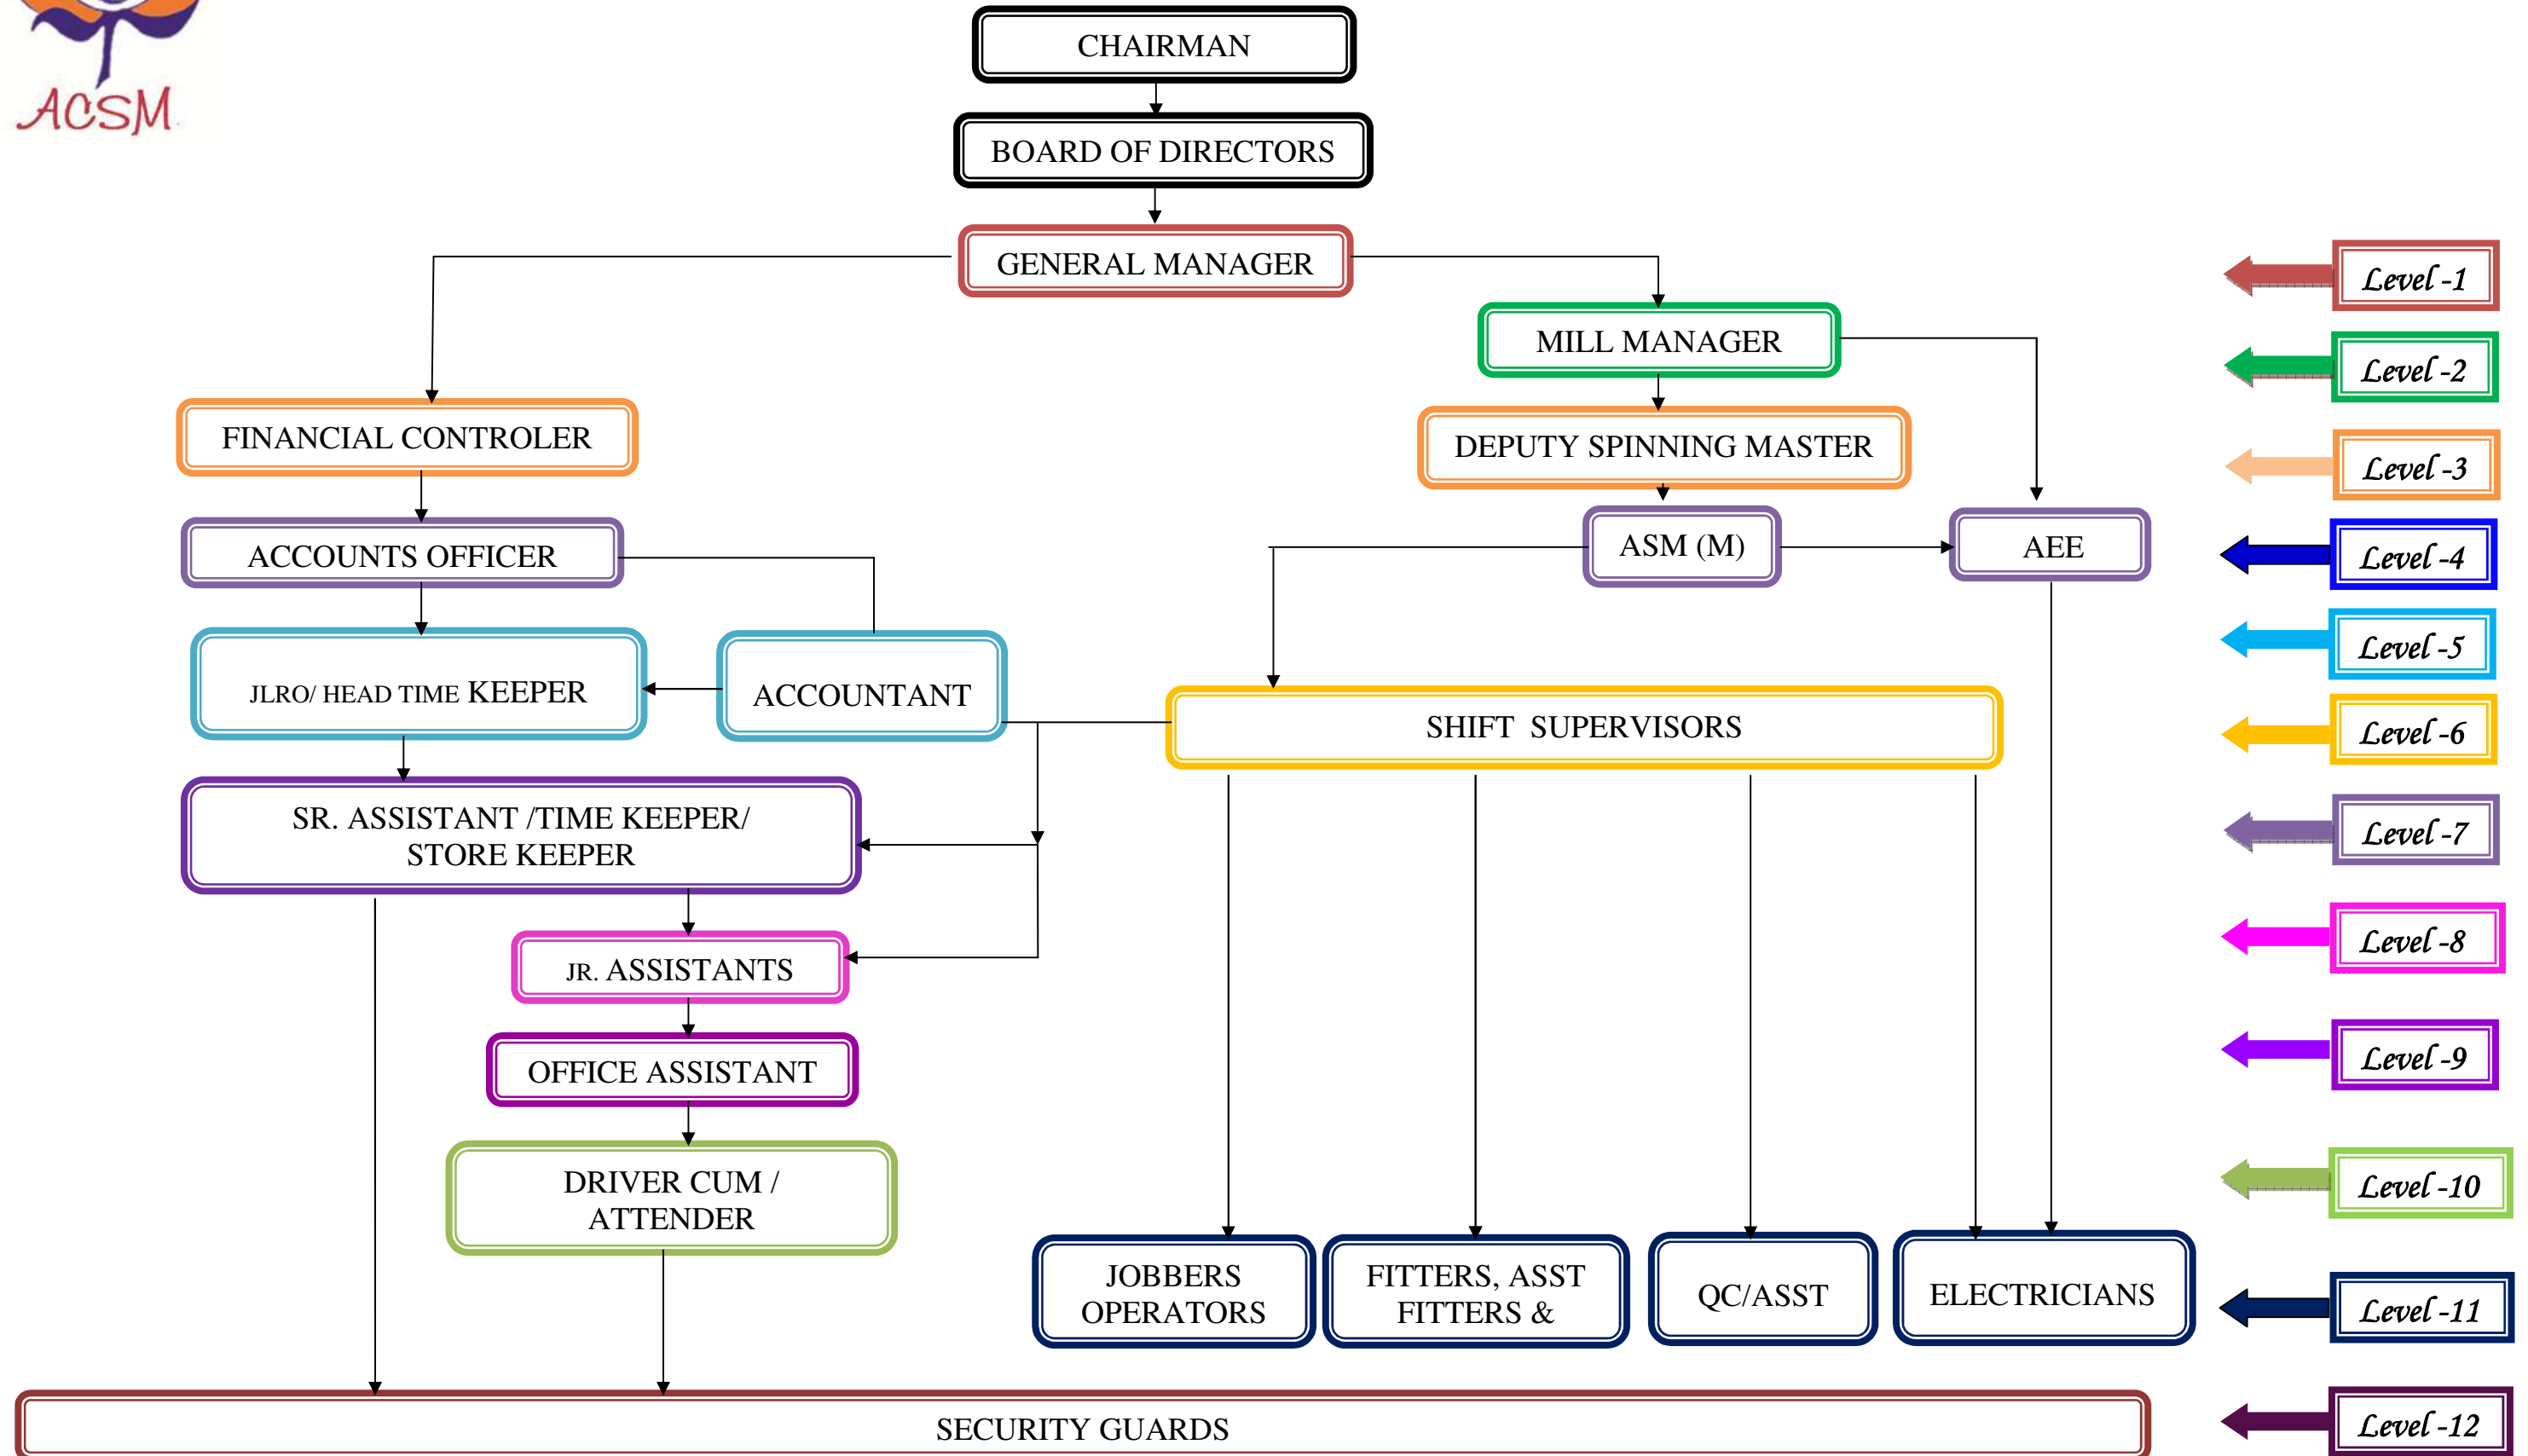 ACSM
CHAIRMAN
BOARD OF DIRECTORS
GENERAL MANAGER
Level -1
MILL MANAGER
Level -2
FINANCIAL CONTROLER
DEPUTY SPINNING MASTER
Level -3
ACCOUNTS OFFICER
ASM (M)
AEE
Level -4
JLRO/ HEAD TIME KEEPER
ACCOUNTANT
Level -5
SHIFT SUPERVISORS
Level -6
SR. ASSISTANT /TIME KEEPER/
STORE KEEPER
Level -7
JR. ASSISTANTS
Level -8
OFFICE ASSISTANT
Level -9
DRIVER CUM /
ATTENDER
Level -10
JOBBERS
OPERATORS
FITTERS, ASST
FITTERS &
QC/ASST
ELECTRICIANS
Level -11
SECURITY GUARDS
Level -12